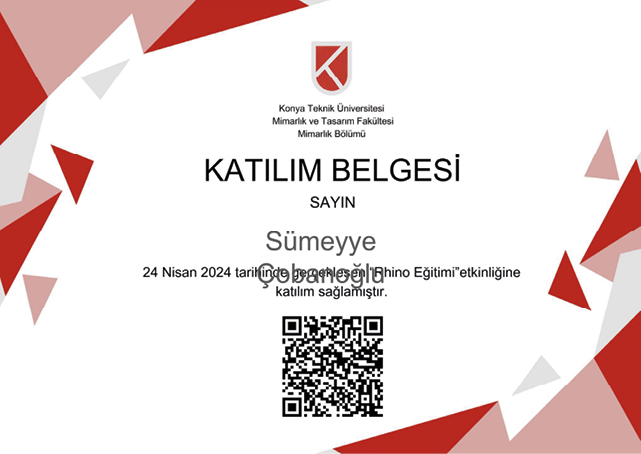 Konya Teknik Üniversitesi
Mimarlık ve Tasarım Fakültesi
Mimarlık Bölümü
KATILIM BELGESİ
SAYIN
Sümeyye
Çobanoğlu
24 Nisan 2024 tarihinde gerçekleşen "Rhino Eğitimi"etkinliğine
katılım sağlamıştır.